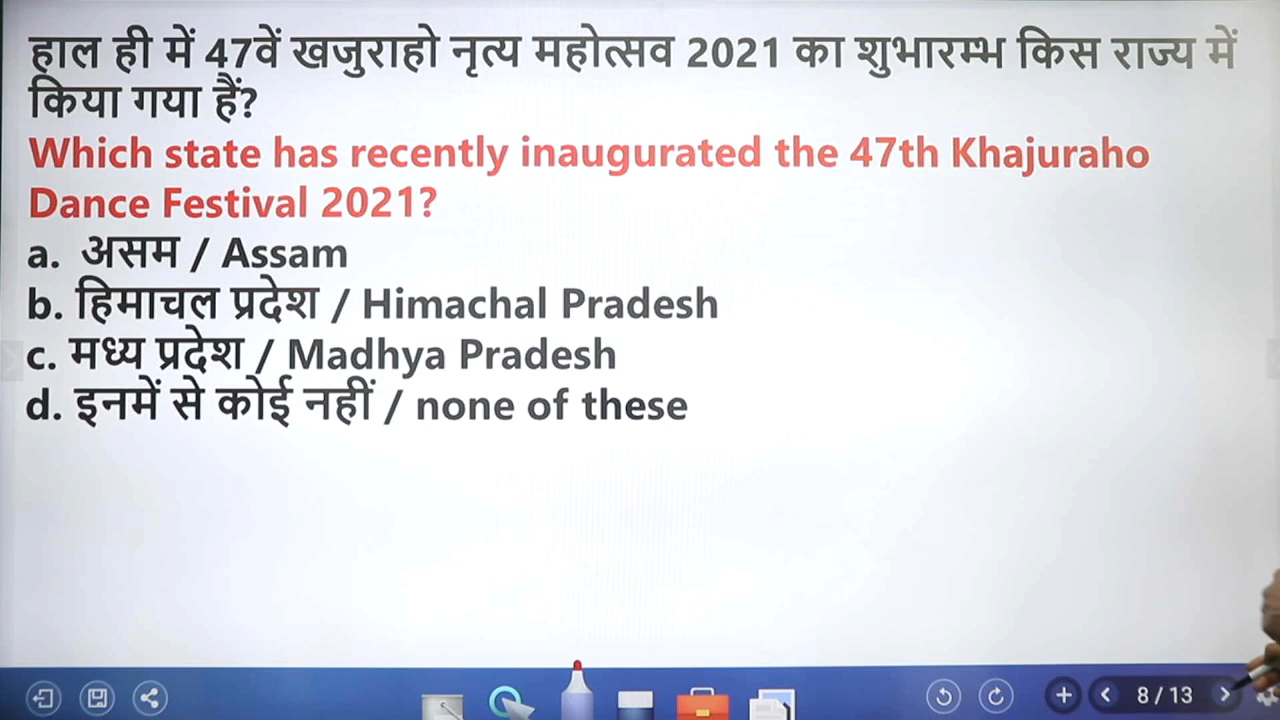 हाल ही में 47वें खजुराहो नृत्य महोत्सव 2021 का शुभारम्भ किस राज्य में
किया गया हैं?
Which state has recently inaugurated the 47th Khajuraho
Dance Festival 2021?
a. असम / Assam
b. हिमाचल प्रदेश / Himachal Pradesh
c. मध्य प्रदेश / Madhya Pradesh
d. इनमें से कोई नहीं / none of these
8 / 13